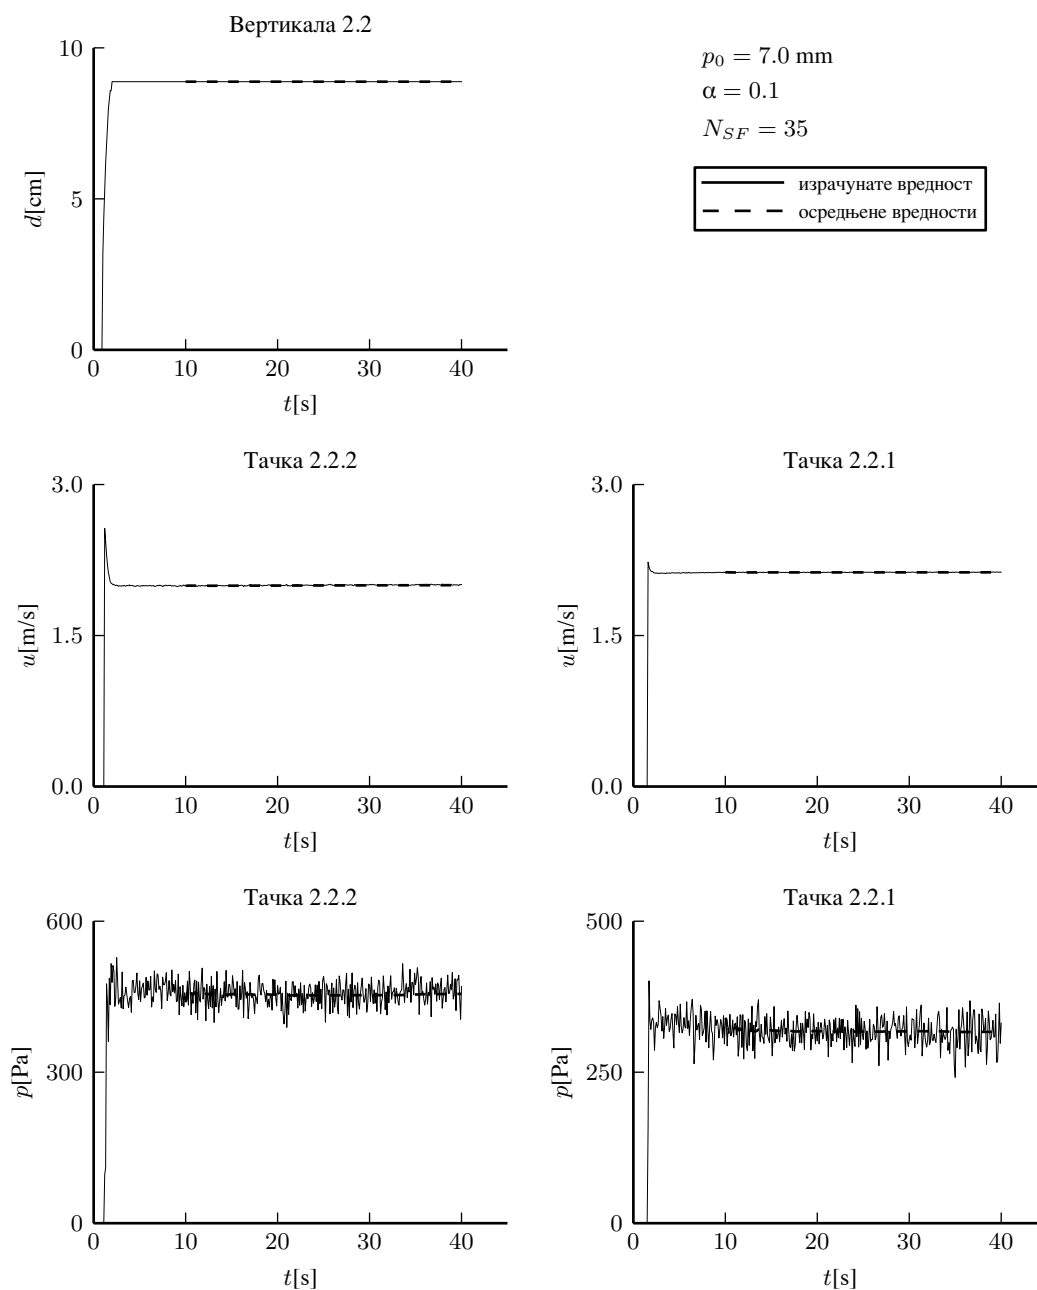 Вертикала 2.2
10
5
0
d[cm]
0 10 20 30 40
t[s]
p₀ = 7.0 mm
α = 0.1
N_SF = 35
израчунате вредност
осредњене вредности
Тачка 2.2.2
3.0
1.5
0.0
u[m/s]
0 10 20 30 40
t[s]
Тачка 2.2.1
3.0
1.5
0.0
u[m/s]
0 10 20 30 40
t[s]
Тачка 2.2.2
600
300
0
p[Pa]
0 10 20 30 40
t[s]
Тачка 2.2.1
500
250
0
p[Pa]
0 10 20 30 40
t[s]